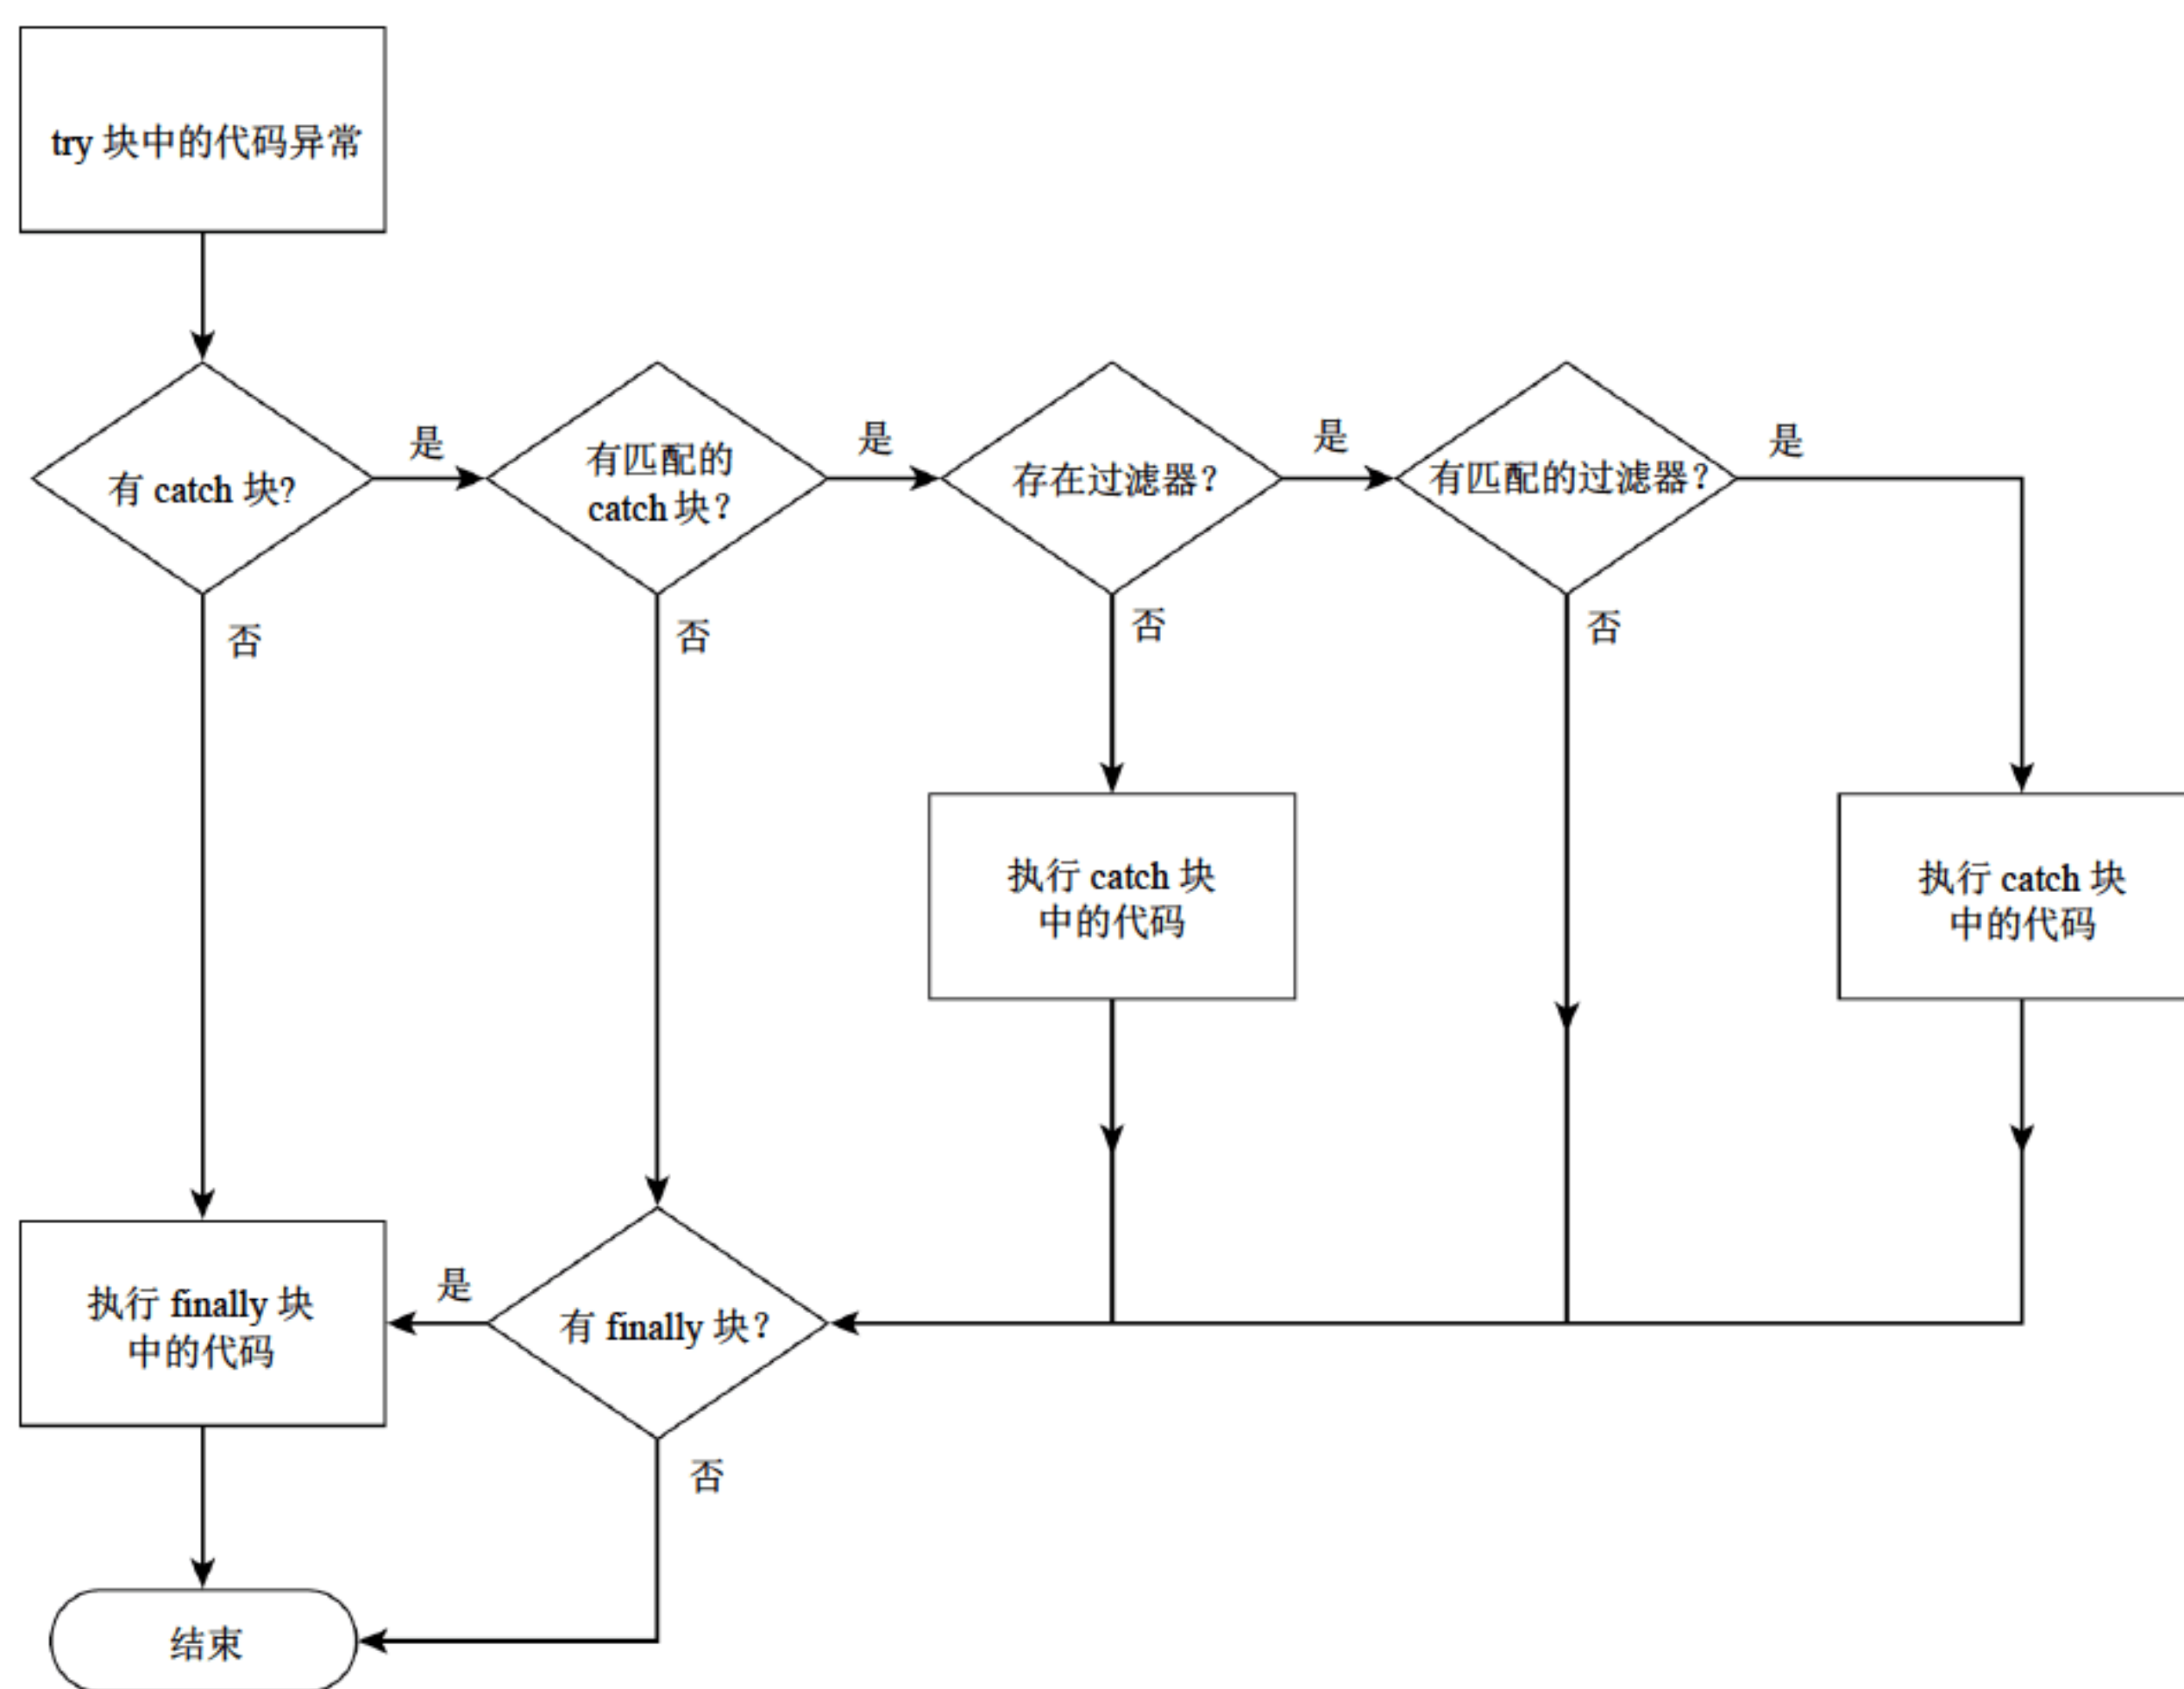 try 块中的代码异常
有 catch 块?
是
有匹配的
catch 块？
是
存在过滤器？
是
有匹配的过滤器？
是
否
否
否
否
执行 catch 块
中的代码
执行 catch 块
中的代码
执行 finally 块
中的代码
是
有 finally 块？
否
结束